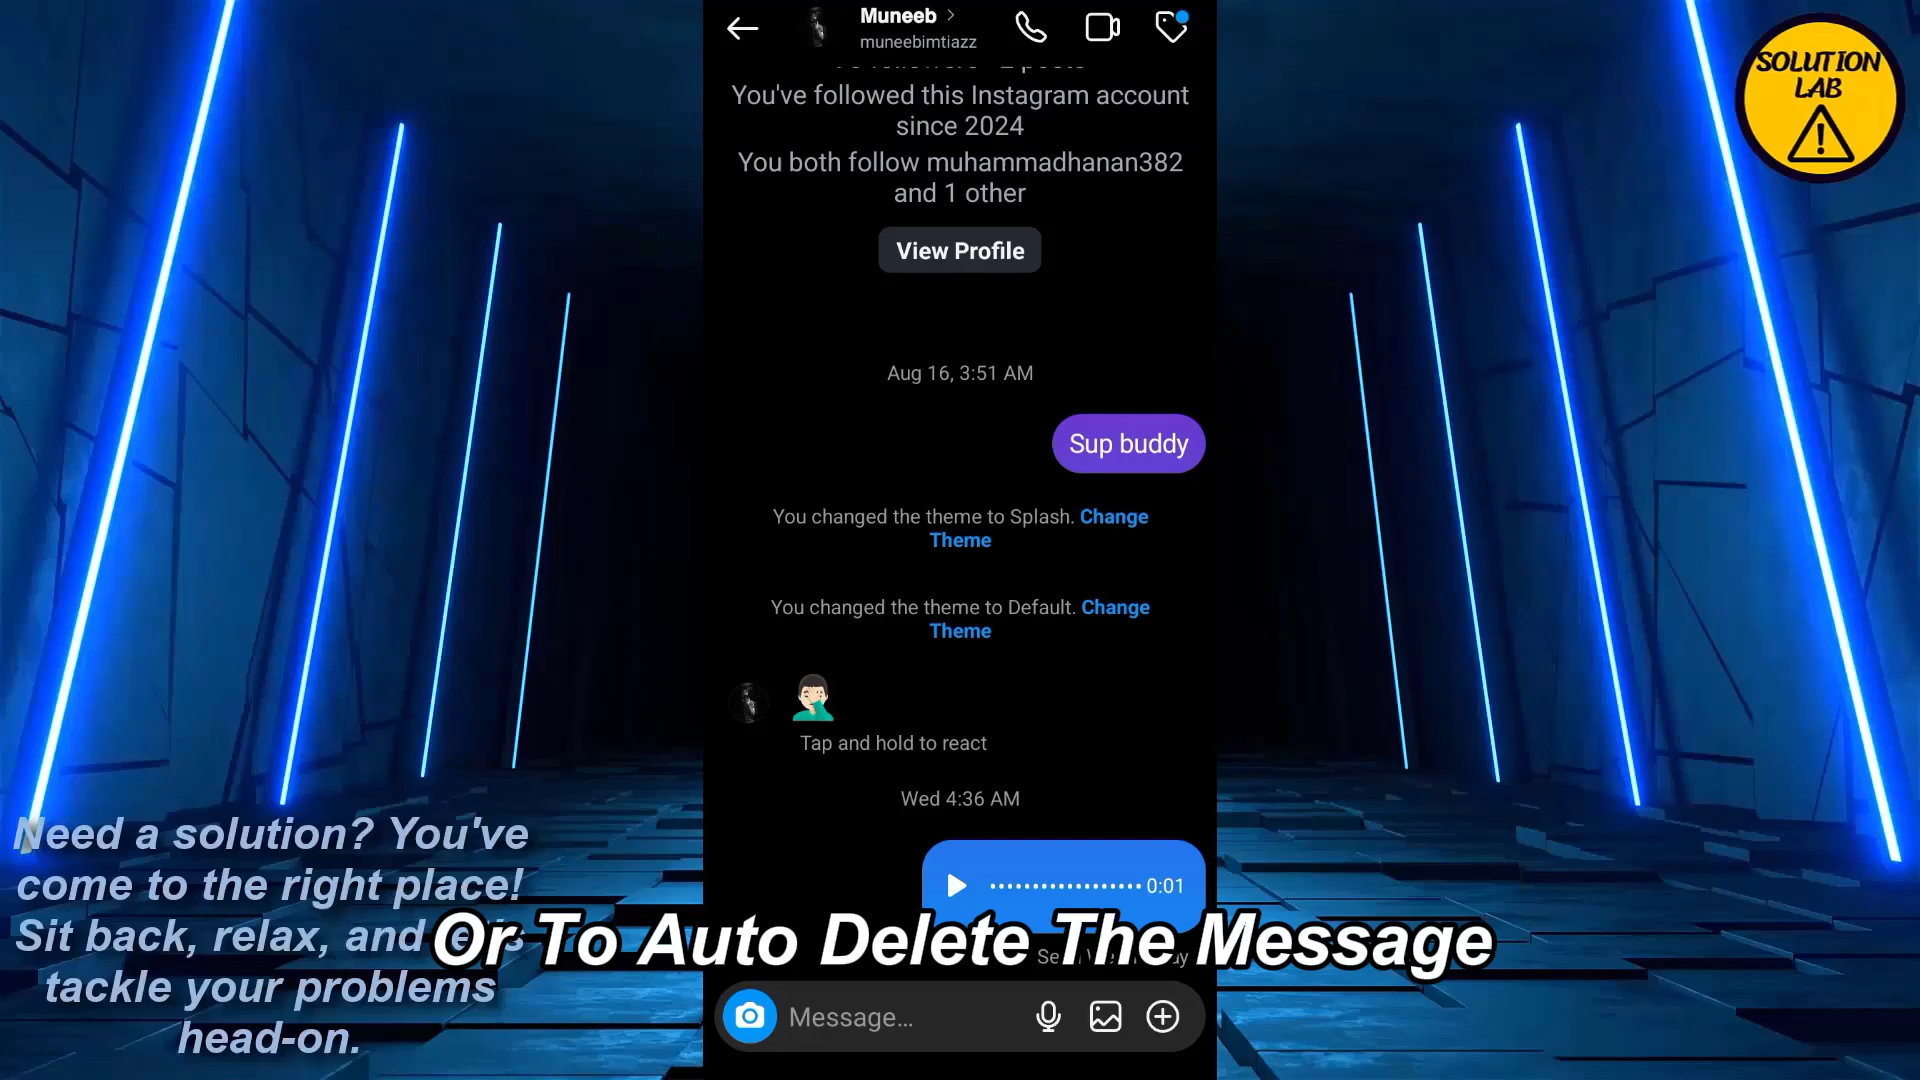 Muneeb
muneebimtiazz
You've followed this Instagram account
since 2024
You both follow muhammadhanan382
and 1 other
View Profile
Aug 16, 3:51 AM
Sup buddy
You changed the theme to Splash. Change
Theme
You changed the theme to Default. Change
Theme
Tap and hold to react
Wed 4:36 AM
0:01
Message...
SOLUTION
LAB
Need a solution? You've
come to the right place!
Sit back, relax, and
tackle your problems
head-on.
Or To Auto Delete The Message